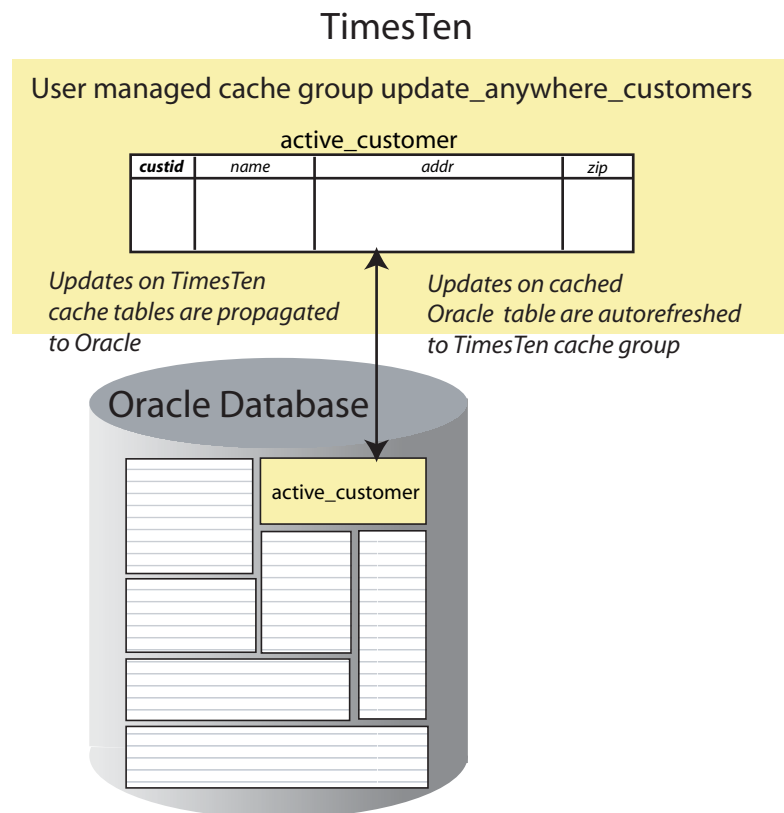 TimesTen
User managed cache group update_anywhere_customers
active_customer
custid name addr zip
Updates on TimesTen
cache tables are propagated
to Oracle
Updates on cached
Oracle table are autorefreshed
to TimesTen cache group
Oracle Database
active_customer